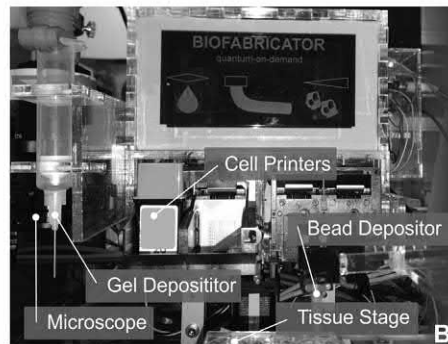 BIOFABRICATOR
quantum-on-demand
Cell Printers
Bead Depositor
Gel Deposititor
Microscope
Tissue Stage
B